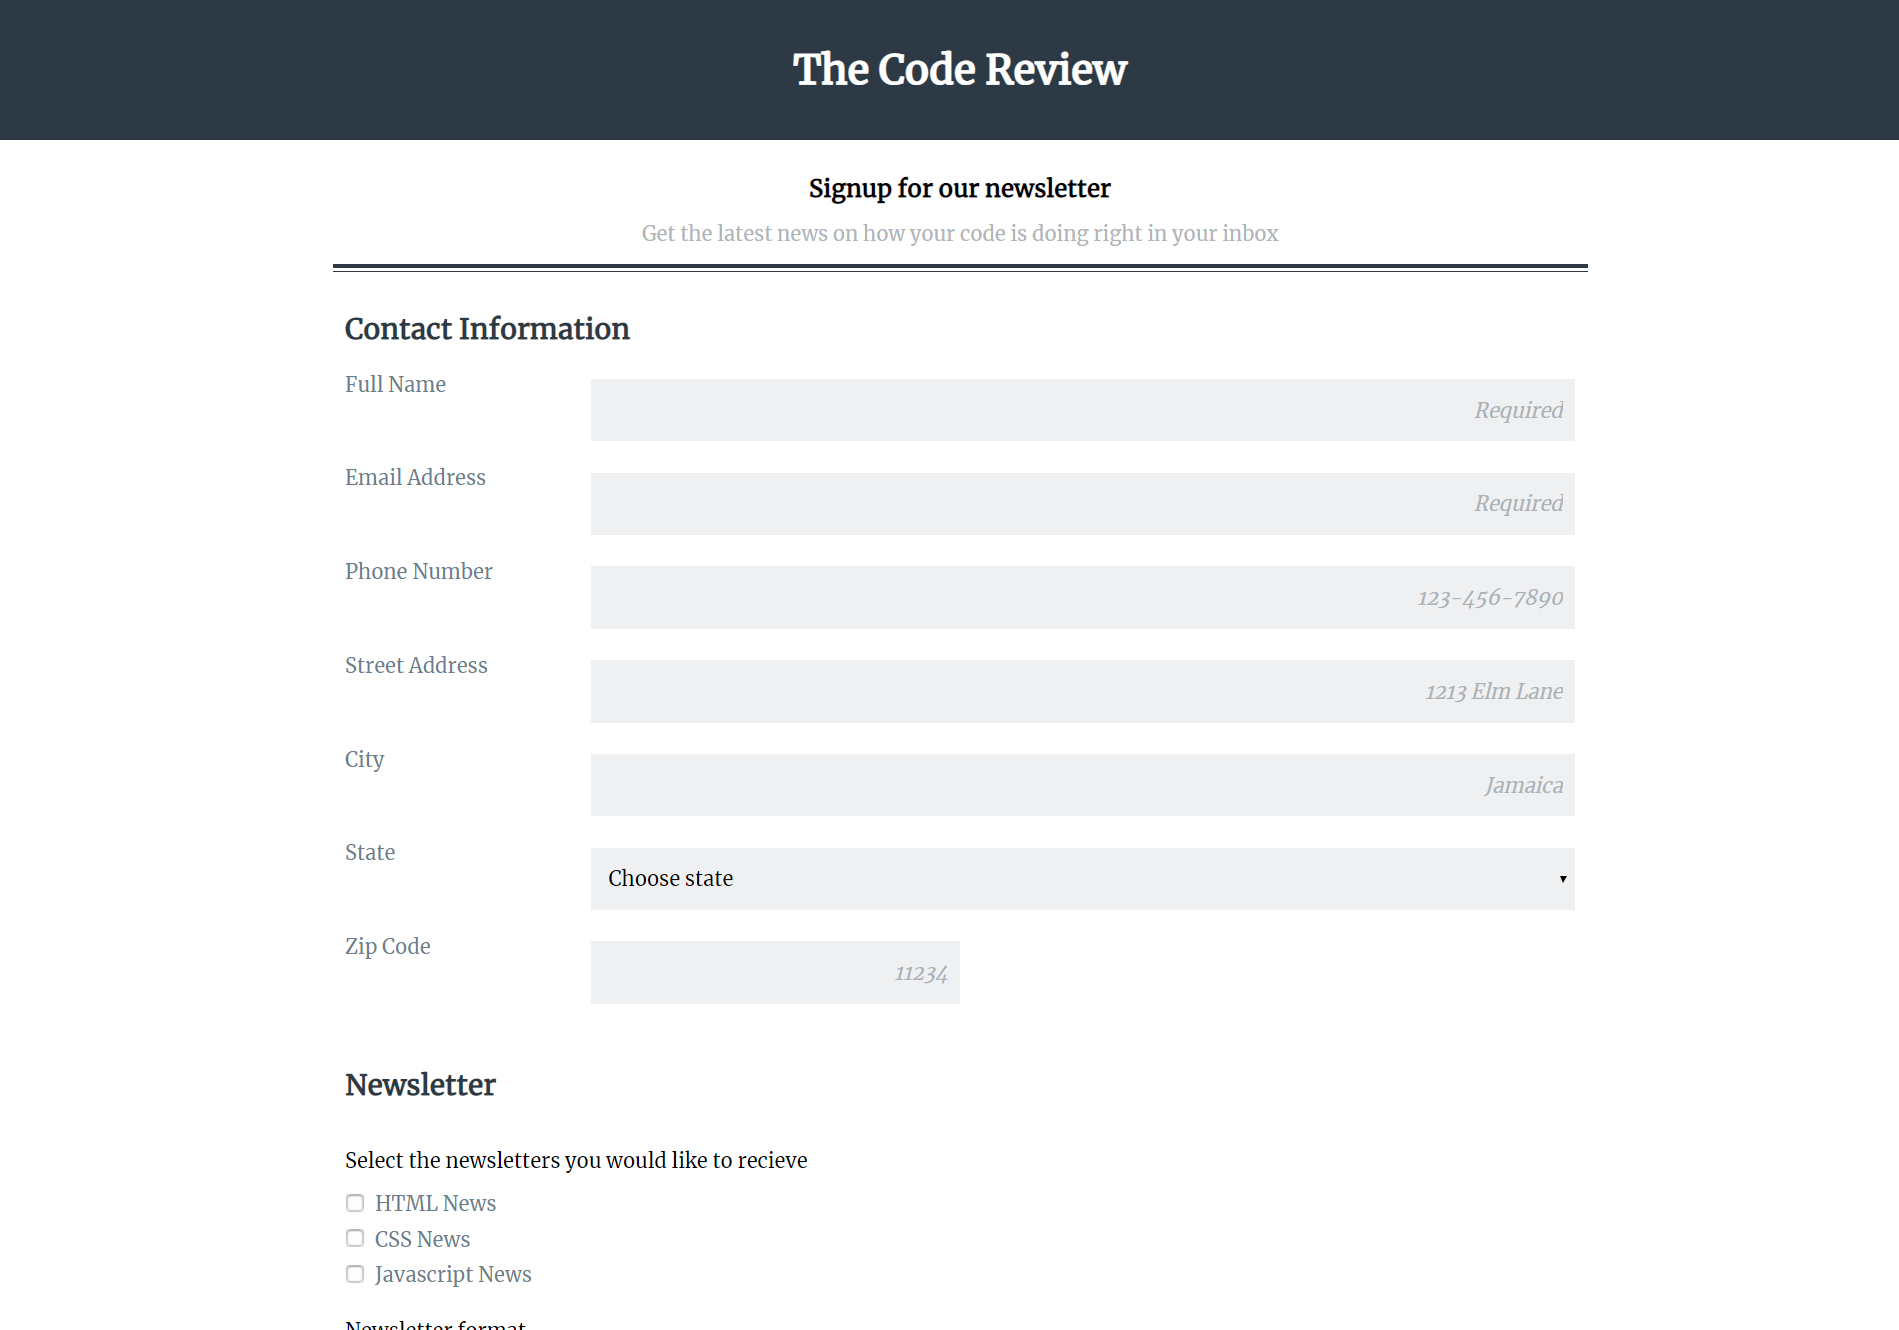 The Code Review
Signup for our newsletter
Get the latest news on how your code is doing right in your inbox
Contact Information
Full Name
Required
Email Address
Required
Phone Number
123-456-7890
Street Address
1213 Elm Lane
City
Jamaica
State
Choose state
Zip Code
11234
Newsletter
Select the newsletters you would like to recieve
HTML News
CSS News
Javascript News
Newsletter format